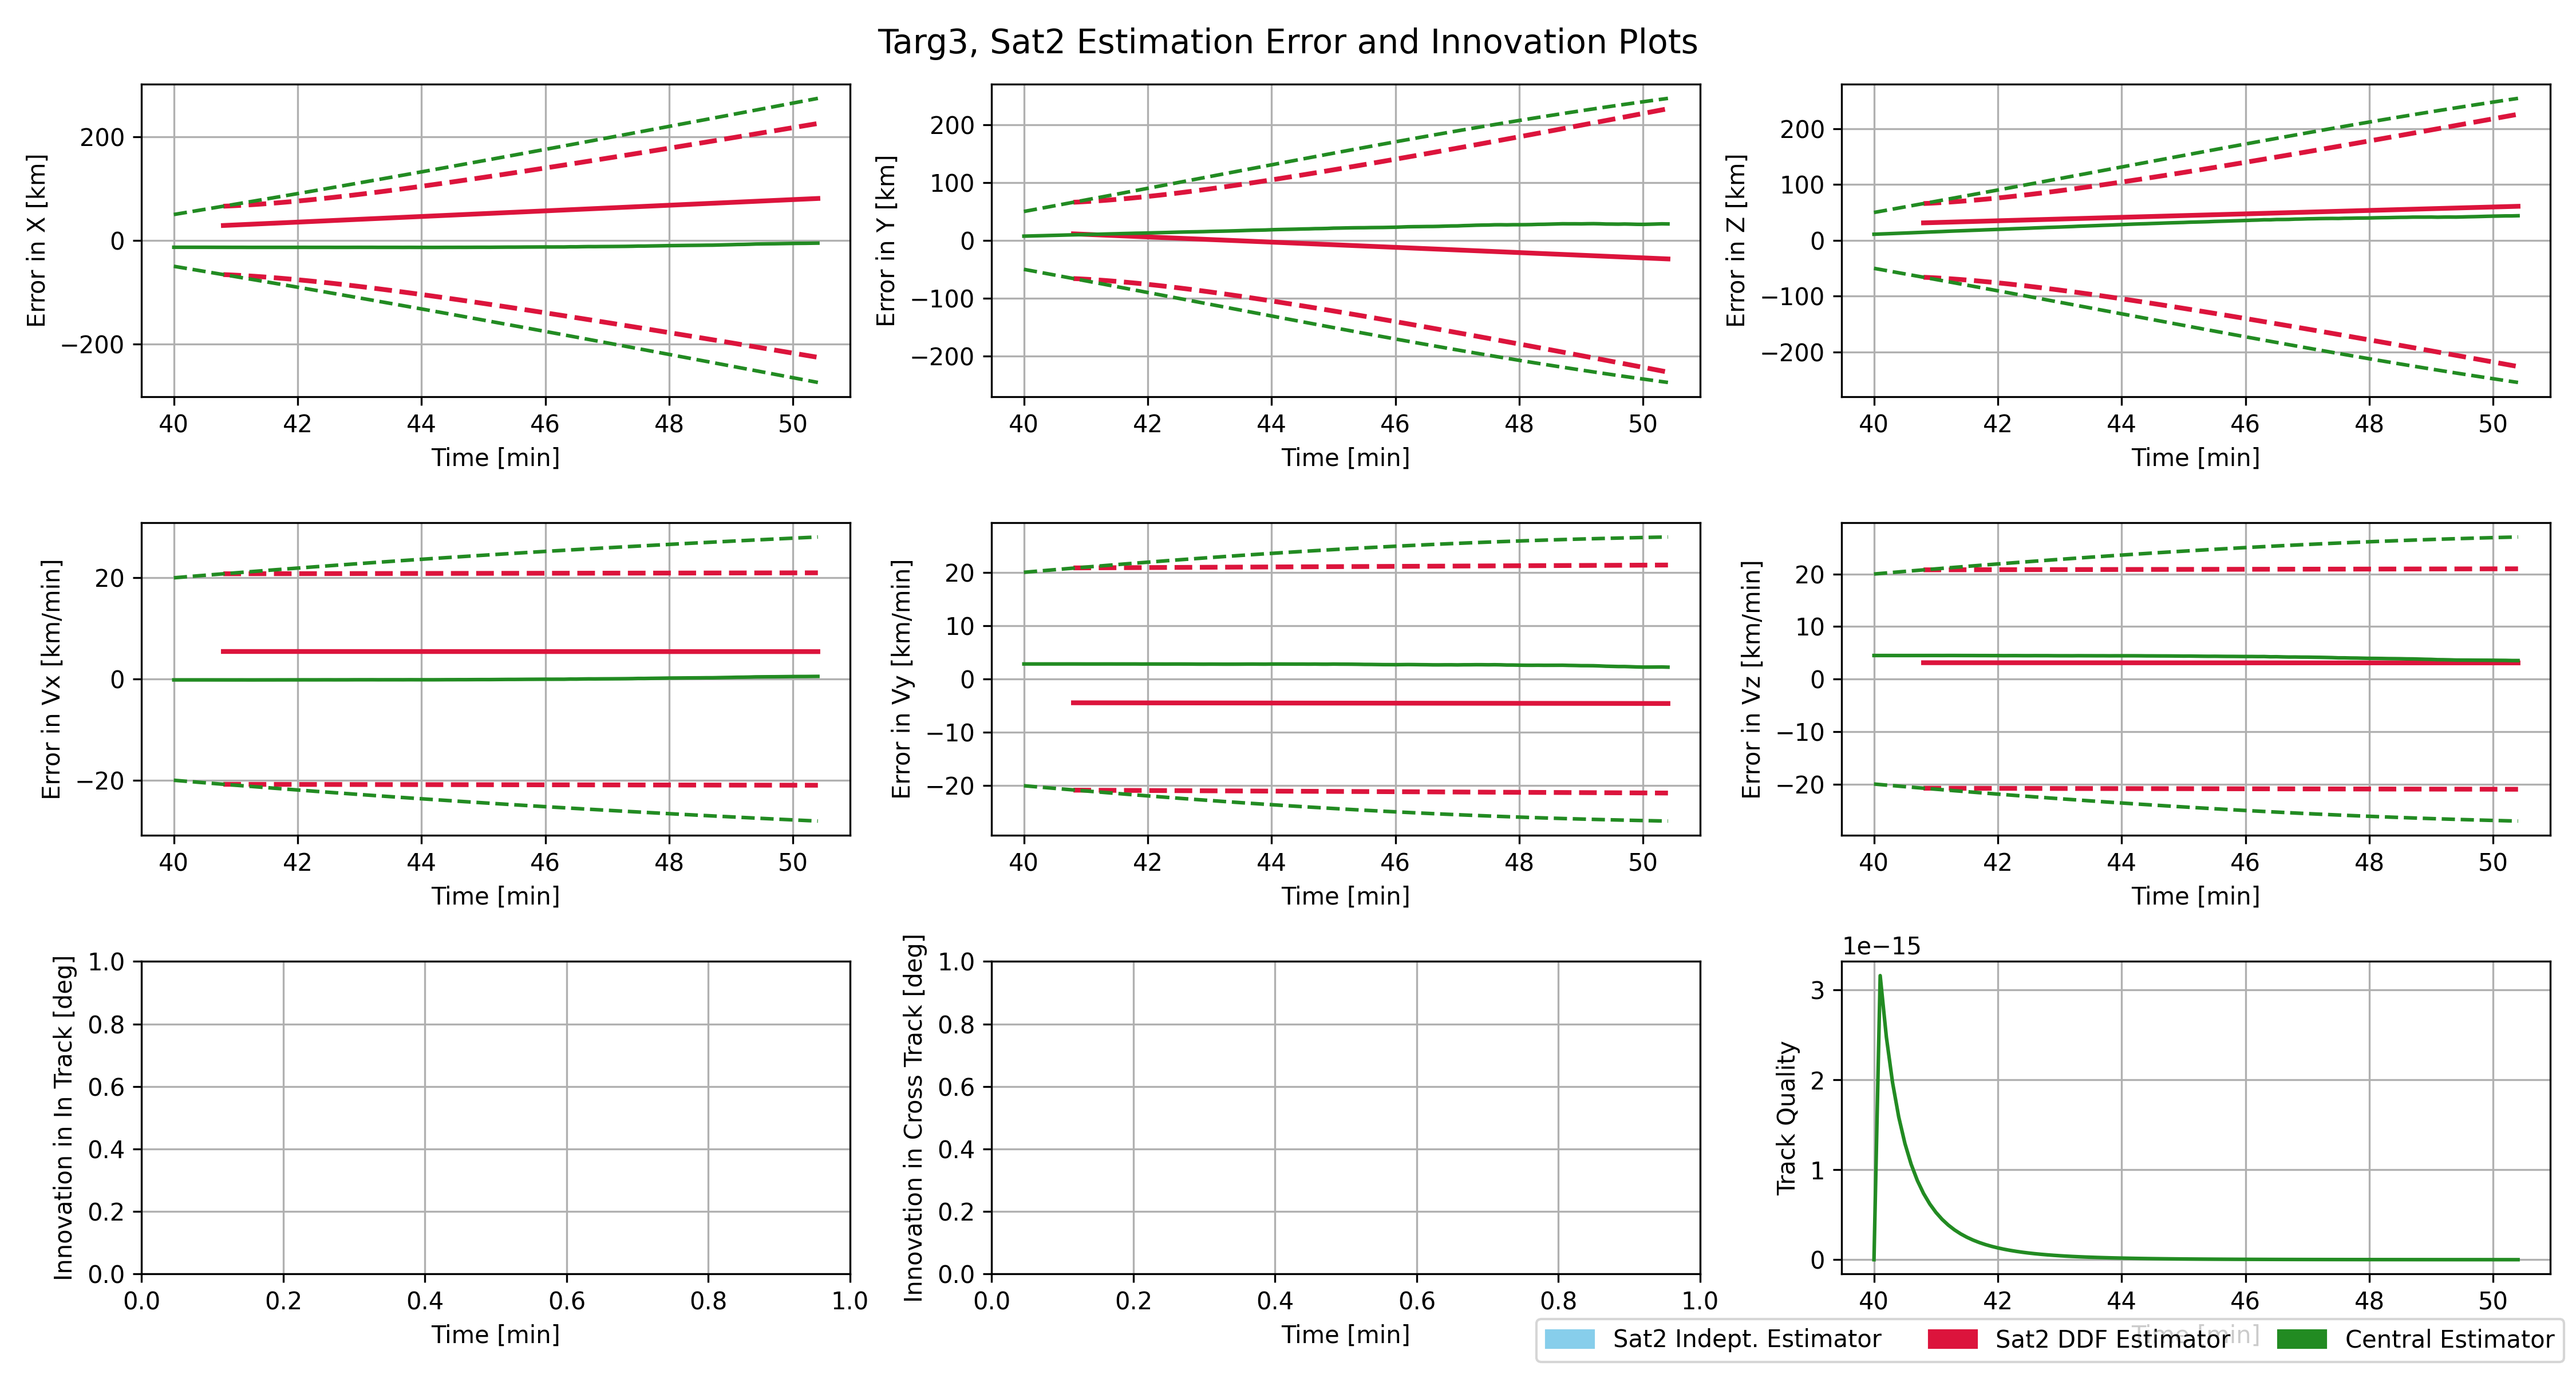 Targ3, Sat2 Estimation Error and Innovation Plots
Error in X [km]
200
0
−200
40 42 44 46 48 50
Time [min]
Error in Y [km]
200
100
0
−100
−200
40 42 44 46 48 50
Time [min]
Error in Z [km]
200
100
0
−100
−200
40 42 44 46 48 50
Time [min]
Error in Vx [km/min]
20
0
−20
40 42 44 46 48 50
Time [min]
Error in Vy [km/min]
20
10
0
−10
−20
40 42 44 46 48 50
Time [min]
Error in Vz [km/min]
20
10
0
−10
−20
40 42 44 46 48 50
Time [min]
Innovation in In Track [deg]
1.0
0.8
0.6
0.4
0.2
0.0
0.0 0.2 0.4 0.6 0.8 1.0
Time [min]
Innovation in Cross Track [deg]
1.0
0.8
0.6
0.4
0.2
0.0
0.0 0.2 0.4 0.6 0.8 1.0
Time [min]
1e−15
Track Quality
3
2
1
0
40 42 44 46 48 50
Time [min]
Sat2 Indept. Estimator Sat2 DDF Estimator Central Estimator